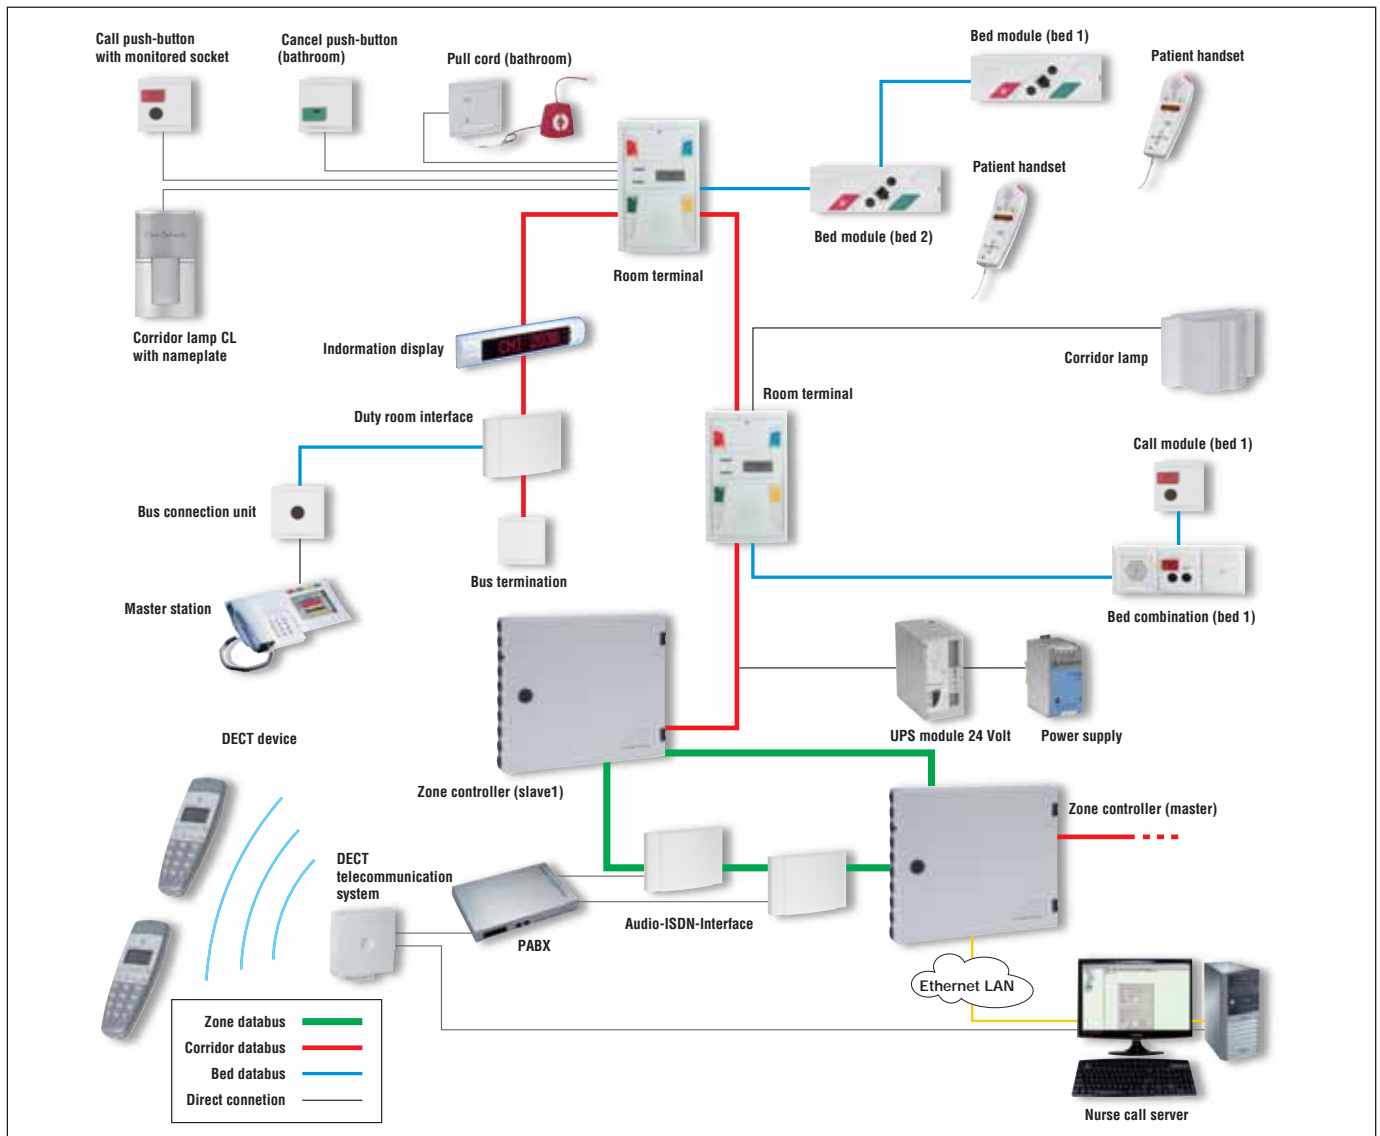 Call push-button
with monitored socket
Cancel push-button
(bathroom)
Pull cord (bathroom)
Bed module (bed 1)
Patient handset
Patient handset
Bed module (bed 2)
Room terminal
Corridor lamp CL
with nameplate
Indormation display
Corridor lamp
Room terminal
Duty room interface
Call module (bed 1)
Bus connection unit
Bus termination
Master station
Bed combination (bed 1)
UPS module 24 Volt
Power supply
DECT device
Zone controller (slave1)
Zone controller (master)
DECT
telecommunication
system
Audio-ISDN-Interface
PABX
Ethernet LAN
Zone databus
Corridor databus
Bed databus
Direct connetion
Nurse call server